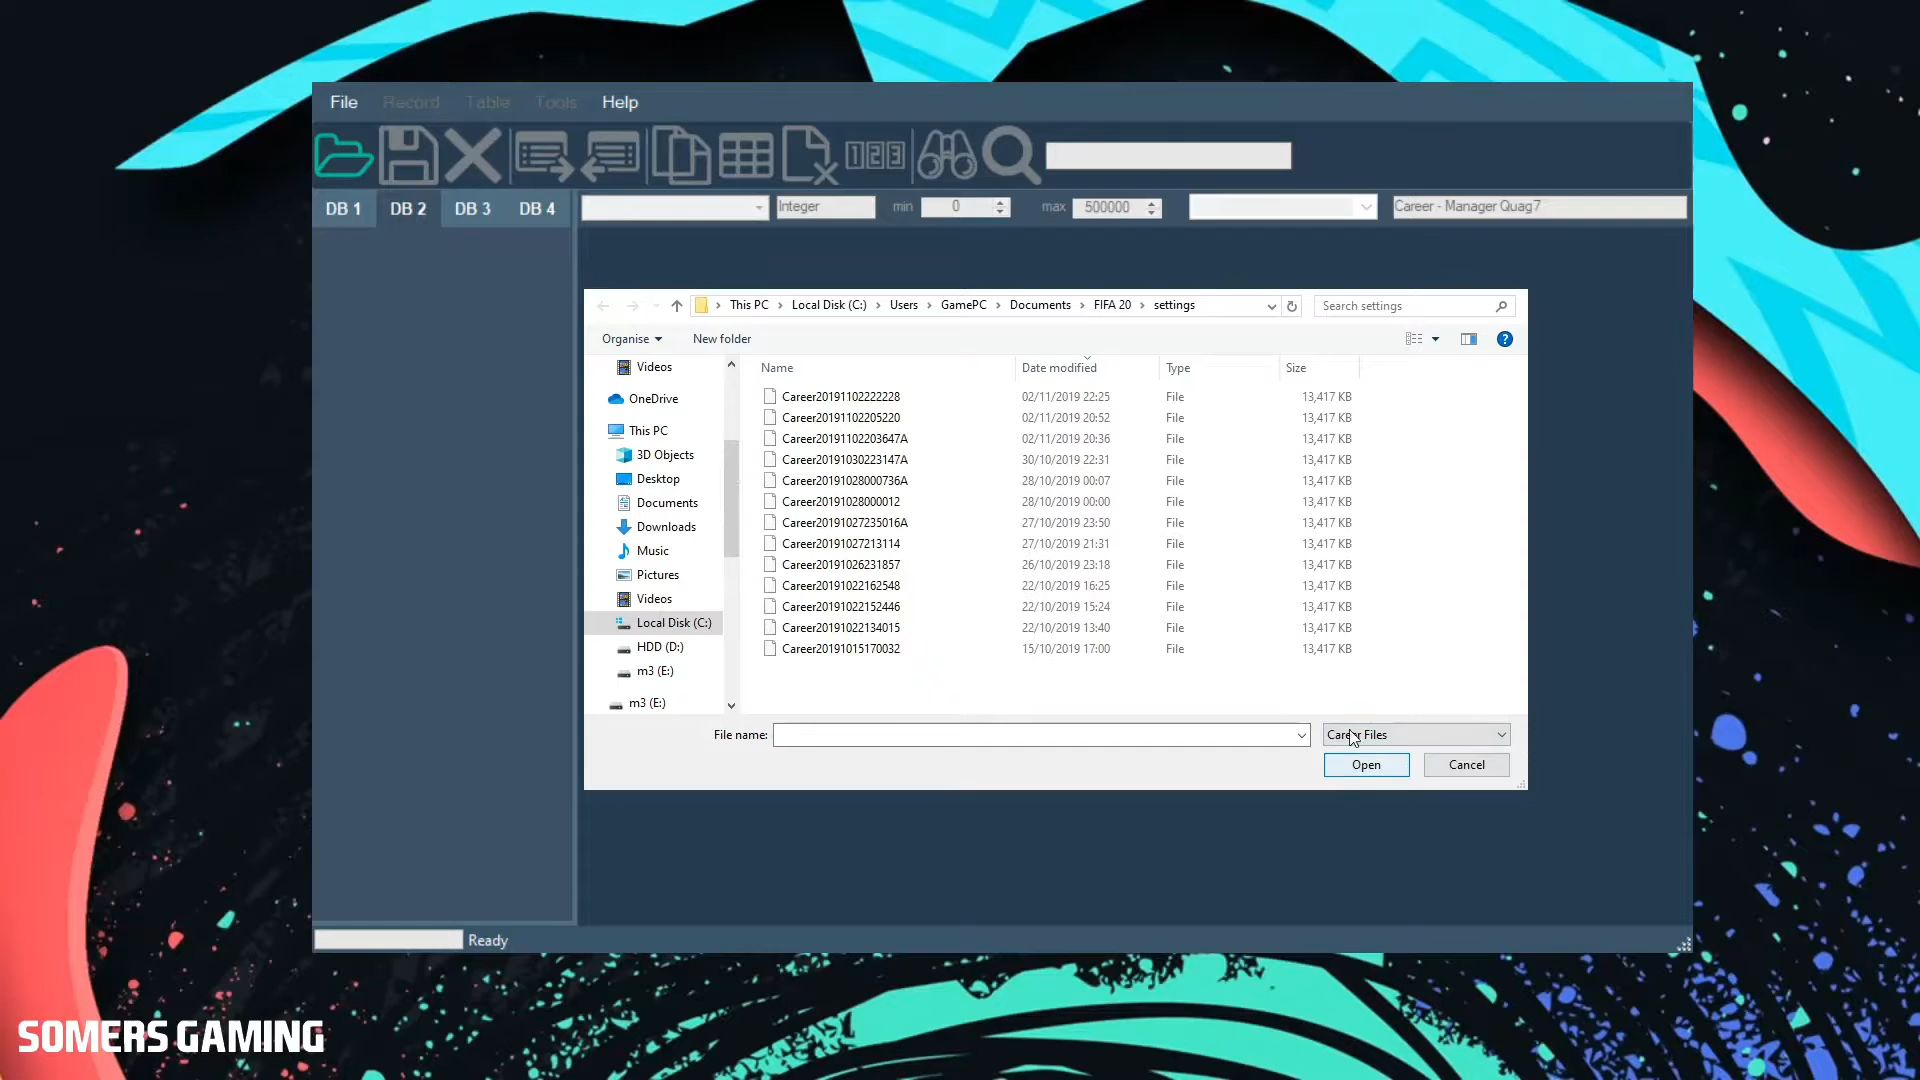 File Record Table Tools Help
123
DB 1 DB 2 DB 3 DB 4 Integer min 0 max 500000 Career - Manager Quag7
This PC Local Disk (C:) Users GamePC Documents FIFA 20 settings Search settings
Organise New folder ?
Videos
OneDrive
This PC
3D Objects
Desktop
Documents
Downloads
Music
Pictures
Videos
Local Disk (C:)
HDD (D:)
m3 (E:)
m3 (E:)
Name Date modified Type Size
Career20191102222228 02/11/2019 22:25 File 13,417 KB
Career20191102205220 02/11/2019 20:52 File 13,417 KB
Career20191102203647A 02/11/2019 20:36 File 13,417 KB
Career20191030223147A 30/10/2019 22:31 File 13,417 KB
Career20191028000736A 28/10/2019 00:07 File 13,417 KB
Career20191028000012 28/10/2019 00:00 File 13,417 KB
Career20191027235016A 27/10/2019 23:50 File 13,417 KB
Career20191027213114 27/10/2019 21:31 File 13,417 KB
Career20191026231857 26/10/2019 23:18 File 13,417 KB
Career20191022162548 22/10/2019 16:25 File 13,417 KB
Career20191022152446 22/10/2019 15:24 File 13,417 KB
Career20191022134015 22/10/2019 13:40 File 13,417 KB
Career20191015170032 15/10/2019 17:00 File 13,417 KB
File name: Career Files
Open Cancel
Ready
SOMERS GAMING